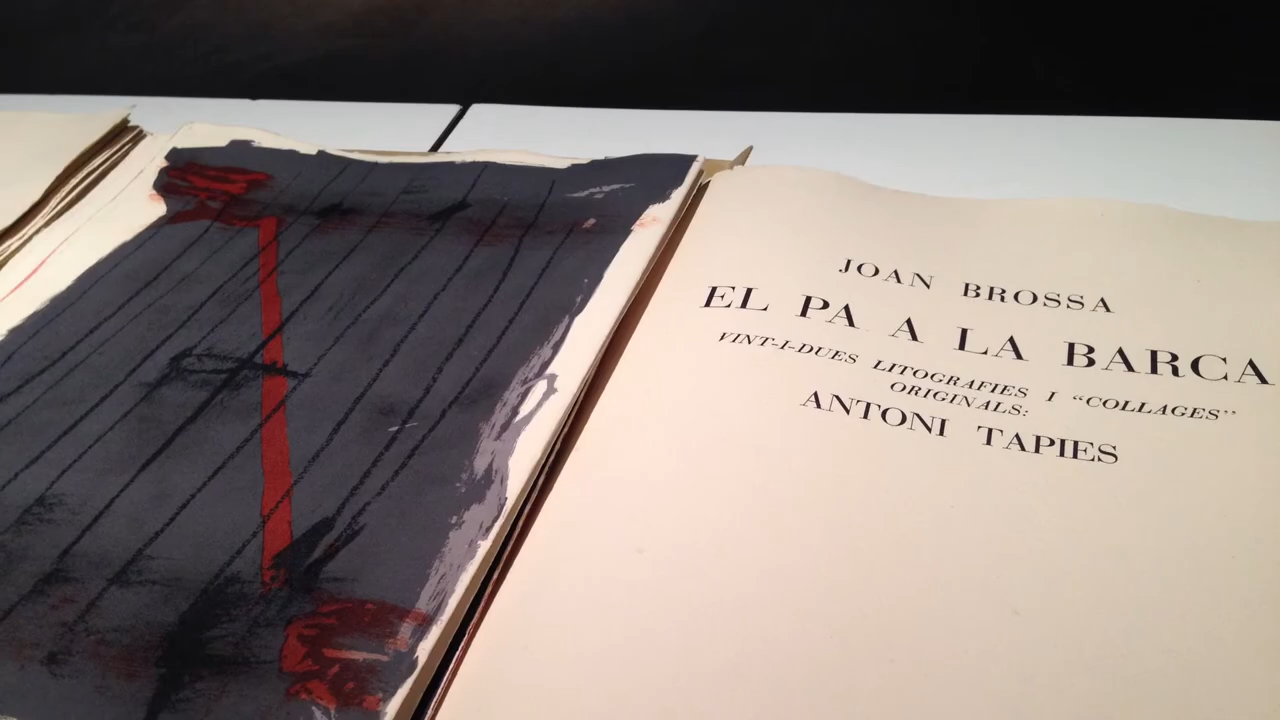 JOAN BROSSA
EL PA A LA BARCA
VINT-I-DUES LITOGRAFIES I “COLLAGES”
ORIGINALS:
ANTONI TAPIES